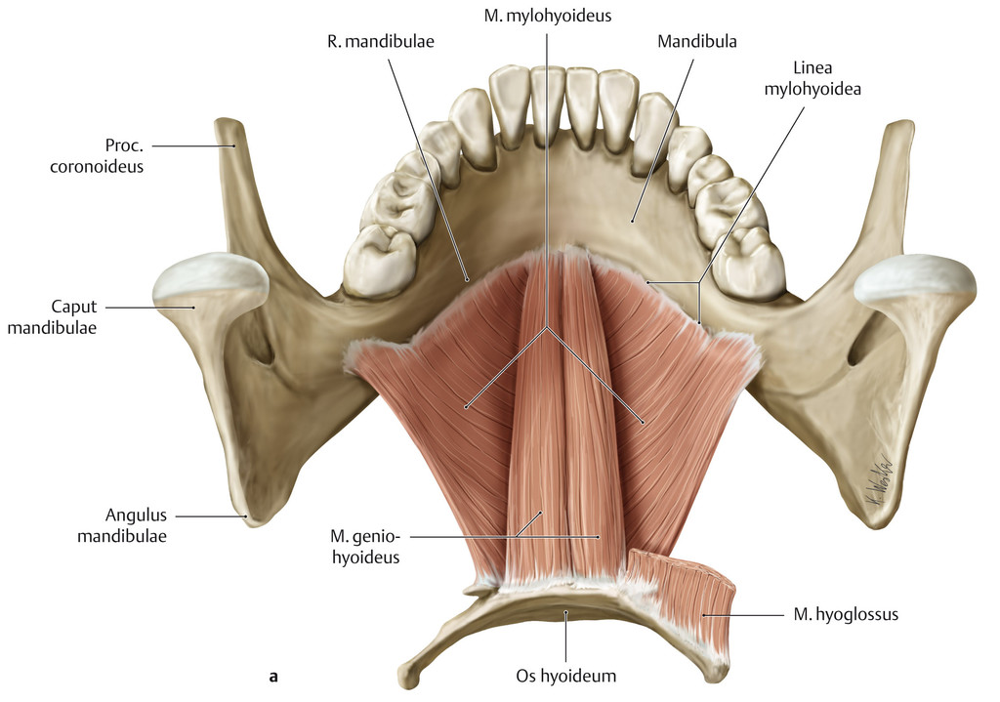 M. mylohyoideus
R. mandibulae
Mandibula
Linea
mylohyoidea
Proc.
coronoideus
Caput
mandibulae
Angulus
mandibulae
M. genio-
hyoideus
M. hyoglossus
Os hyoideum
a